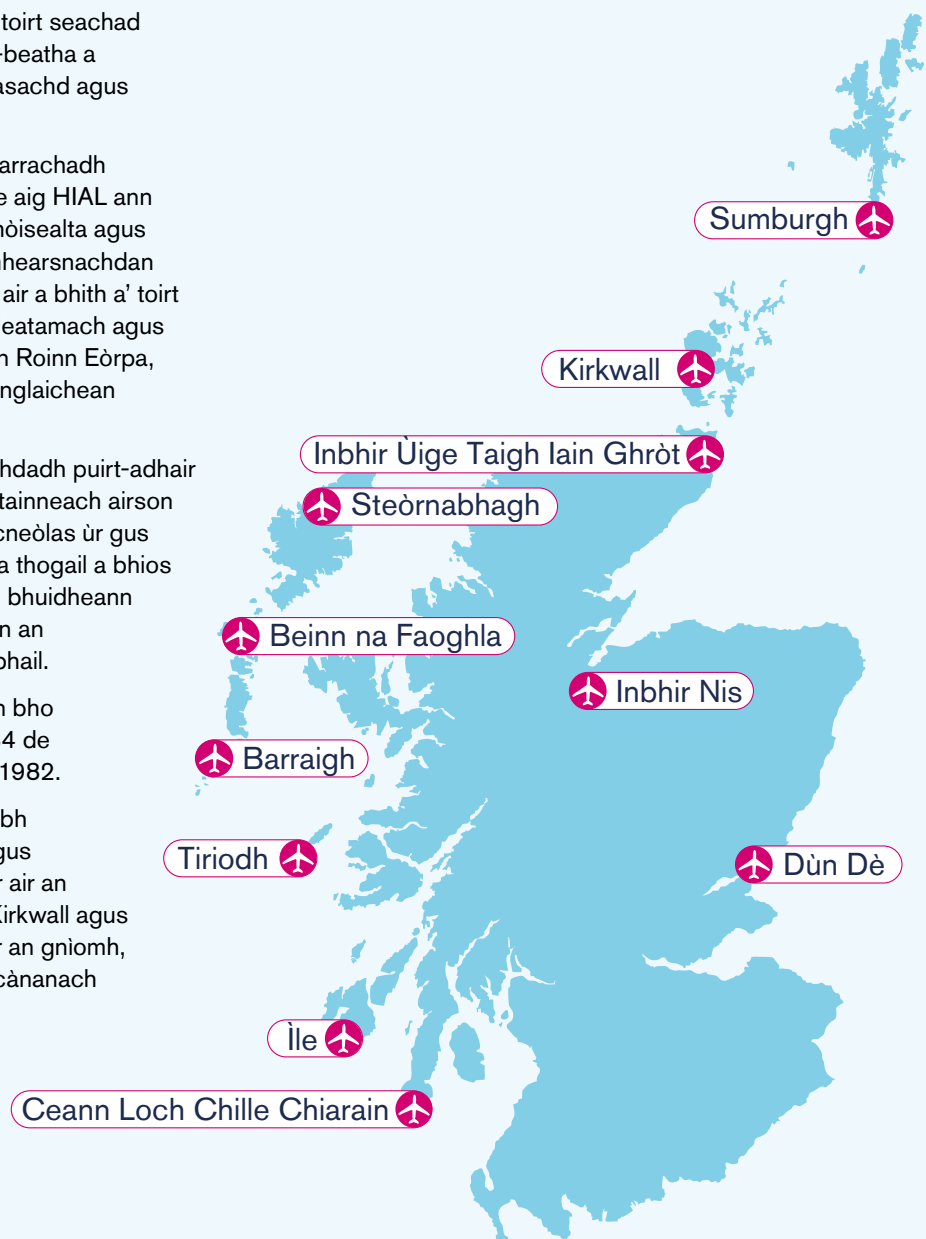 toirt seachad
-beatha a
asachd agus
arrachadh
e aig HIAL ann
nòisealta agus
nhearsnachdan
air a bhith a’ toirt
eatamach agus
n Roinn Eòrpa,
nglaichean
hdadh puirt-adhair
tainneach airson
cneòlas ùr gus
a thogail a bhios
bhuidheann
n an
bhail.
n bho
4 de
1982.
bh
gus
r air an
Kirkwall agus
r an gnìomh,
cànanach
Sumburgh
Kirkwall
Inbhir Ùige Taigh Iain Ghròt
Steòrnabhagh
Beinn na Faoghla
Inbhir Nis
Barraigh
Tiriodh
Dùn Dè
Ìle
Ceann Loch Chille Chiarain